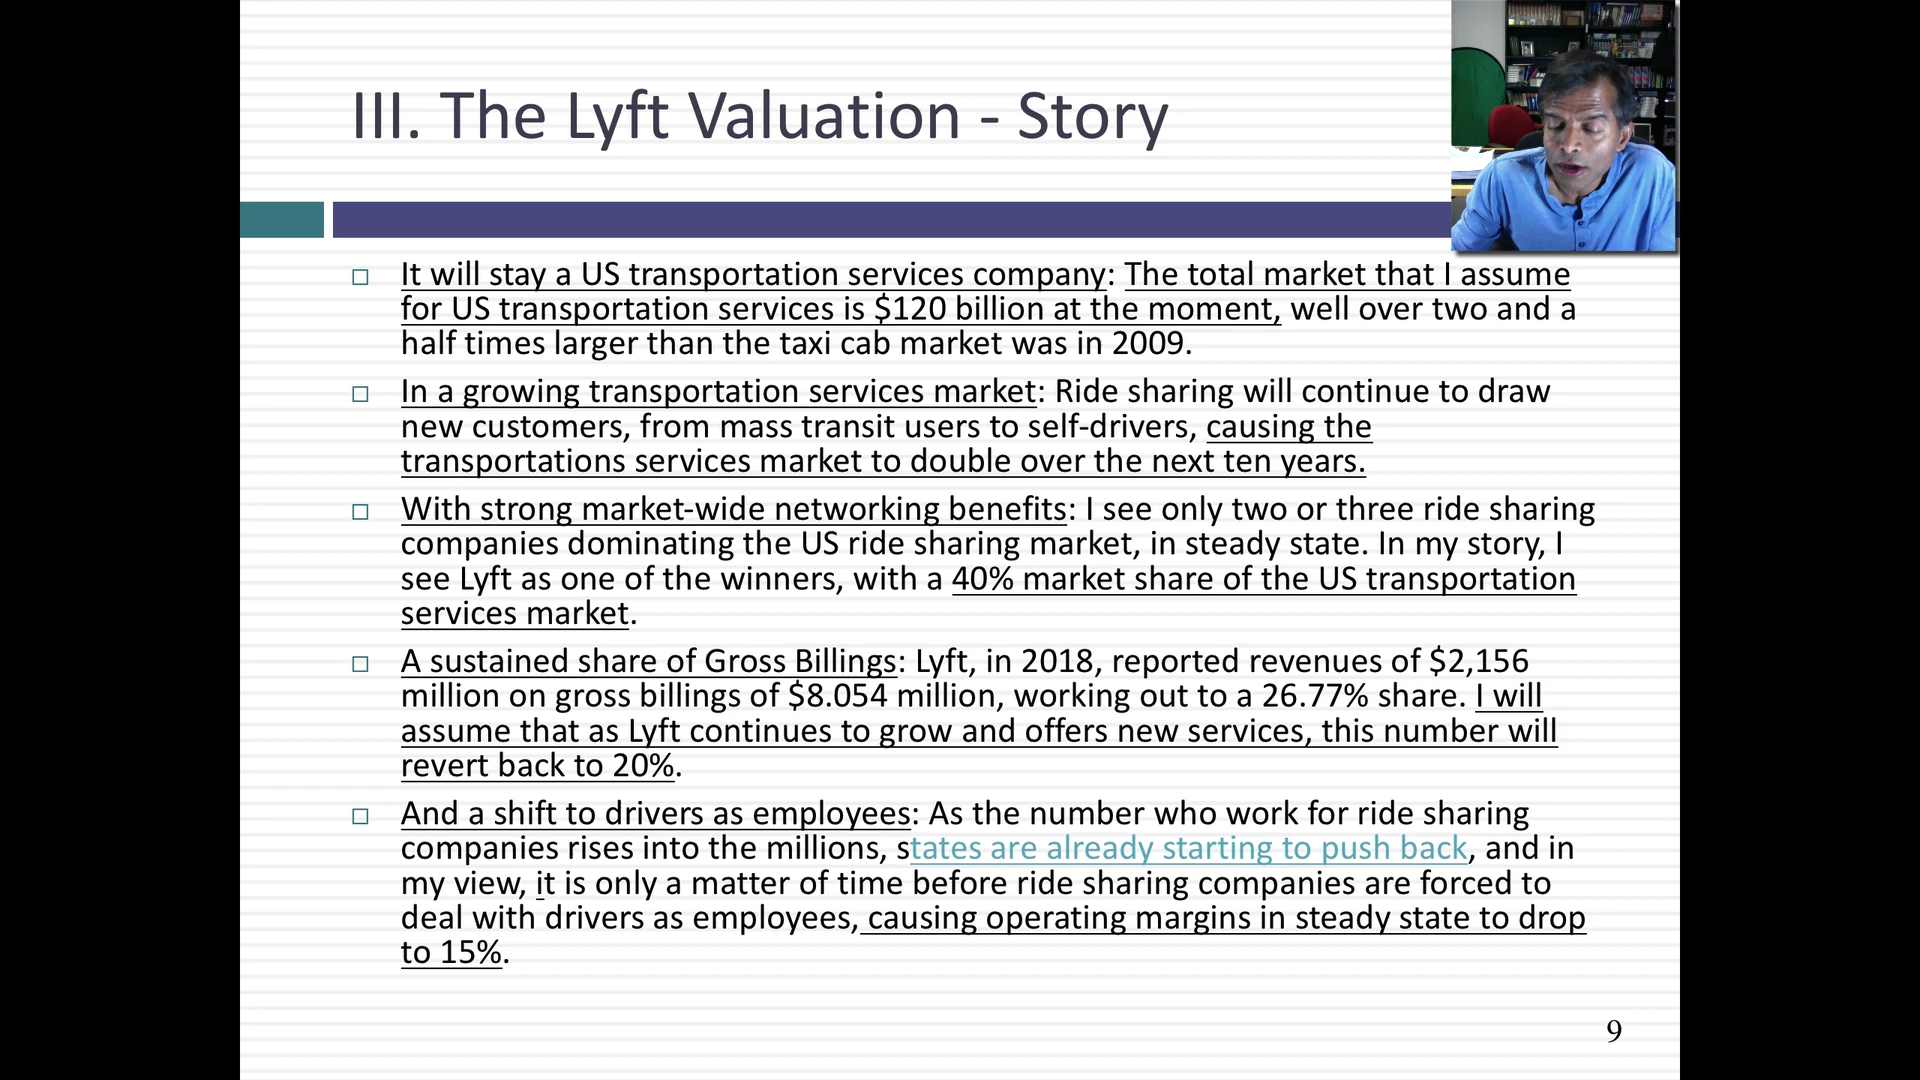 III. The Lyft Valuation - Story
It will stay a US transportation services company: The total market that I assume
for US transportation services is $120 billion at the moment, well over two and a
half times larger than the taxi cab market was in 2009.
In a growing transportation services market: Ride sharing will continue to draw
new customers, from mass transit users to self-drivers, causing the
transportations services market to double over the next ten years.
With strong market-wide networking benefits: I see only two or three ride sharing
companies dominating the US ride sharing market, in steady state. In my story, I
see Lyft as one of the winners, with a 40% market share of the US transportation
services market.
A sustained share of Gross Billings: Lyft, in 2018, reported revenues of $2,156
million on gross billings of $8.054 million, working out to a 26.77% share. I will
assume that as Lyft continues to grow and offers new services, this number will
revert back to 20%.
And a shift to drivers as employees: As the number who work for ride sharing
companies rises into the millions, states are already starting to push back, and in
my view, it is only a matter of time before ride sharing companies are forced to
deal with drivers as employees, causing operating margins in steady state to drop
to 15%.
9